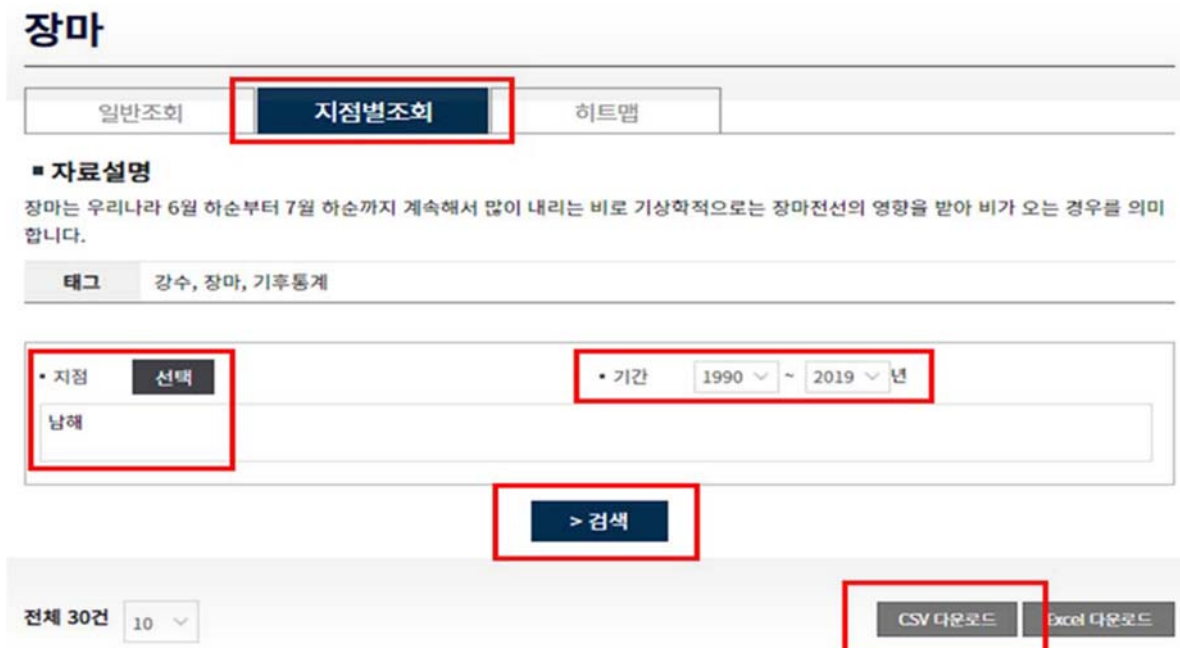 장마
일반조회 지점별조회 히트맵
▪ 자료설명
장마는 우리나라 6월 하순부터 7월 하순까지 계속해서 많이 내리는 비로 기상학적으로는 장마전선의 영향을 받아 비가 오는 경우를 의미
합니다.
태그 강수, 장마, 기후통계
▪ 지점 선택 ▪ 기간 1990 ~ 2019 년
남해
> 검색
전체 30건 10 CSV 다운로드 Excel 다운로드